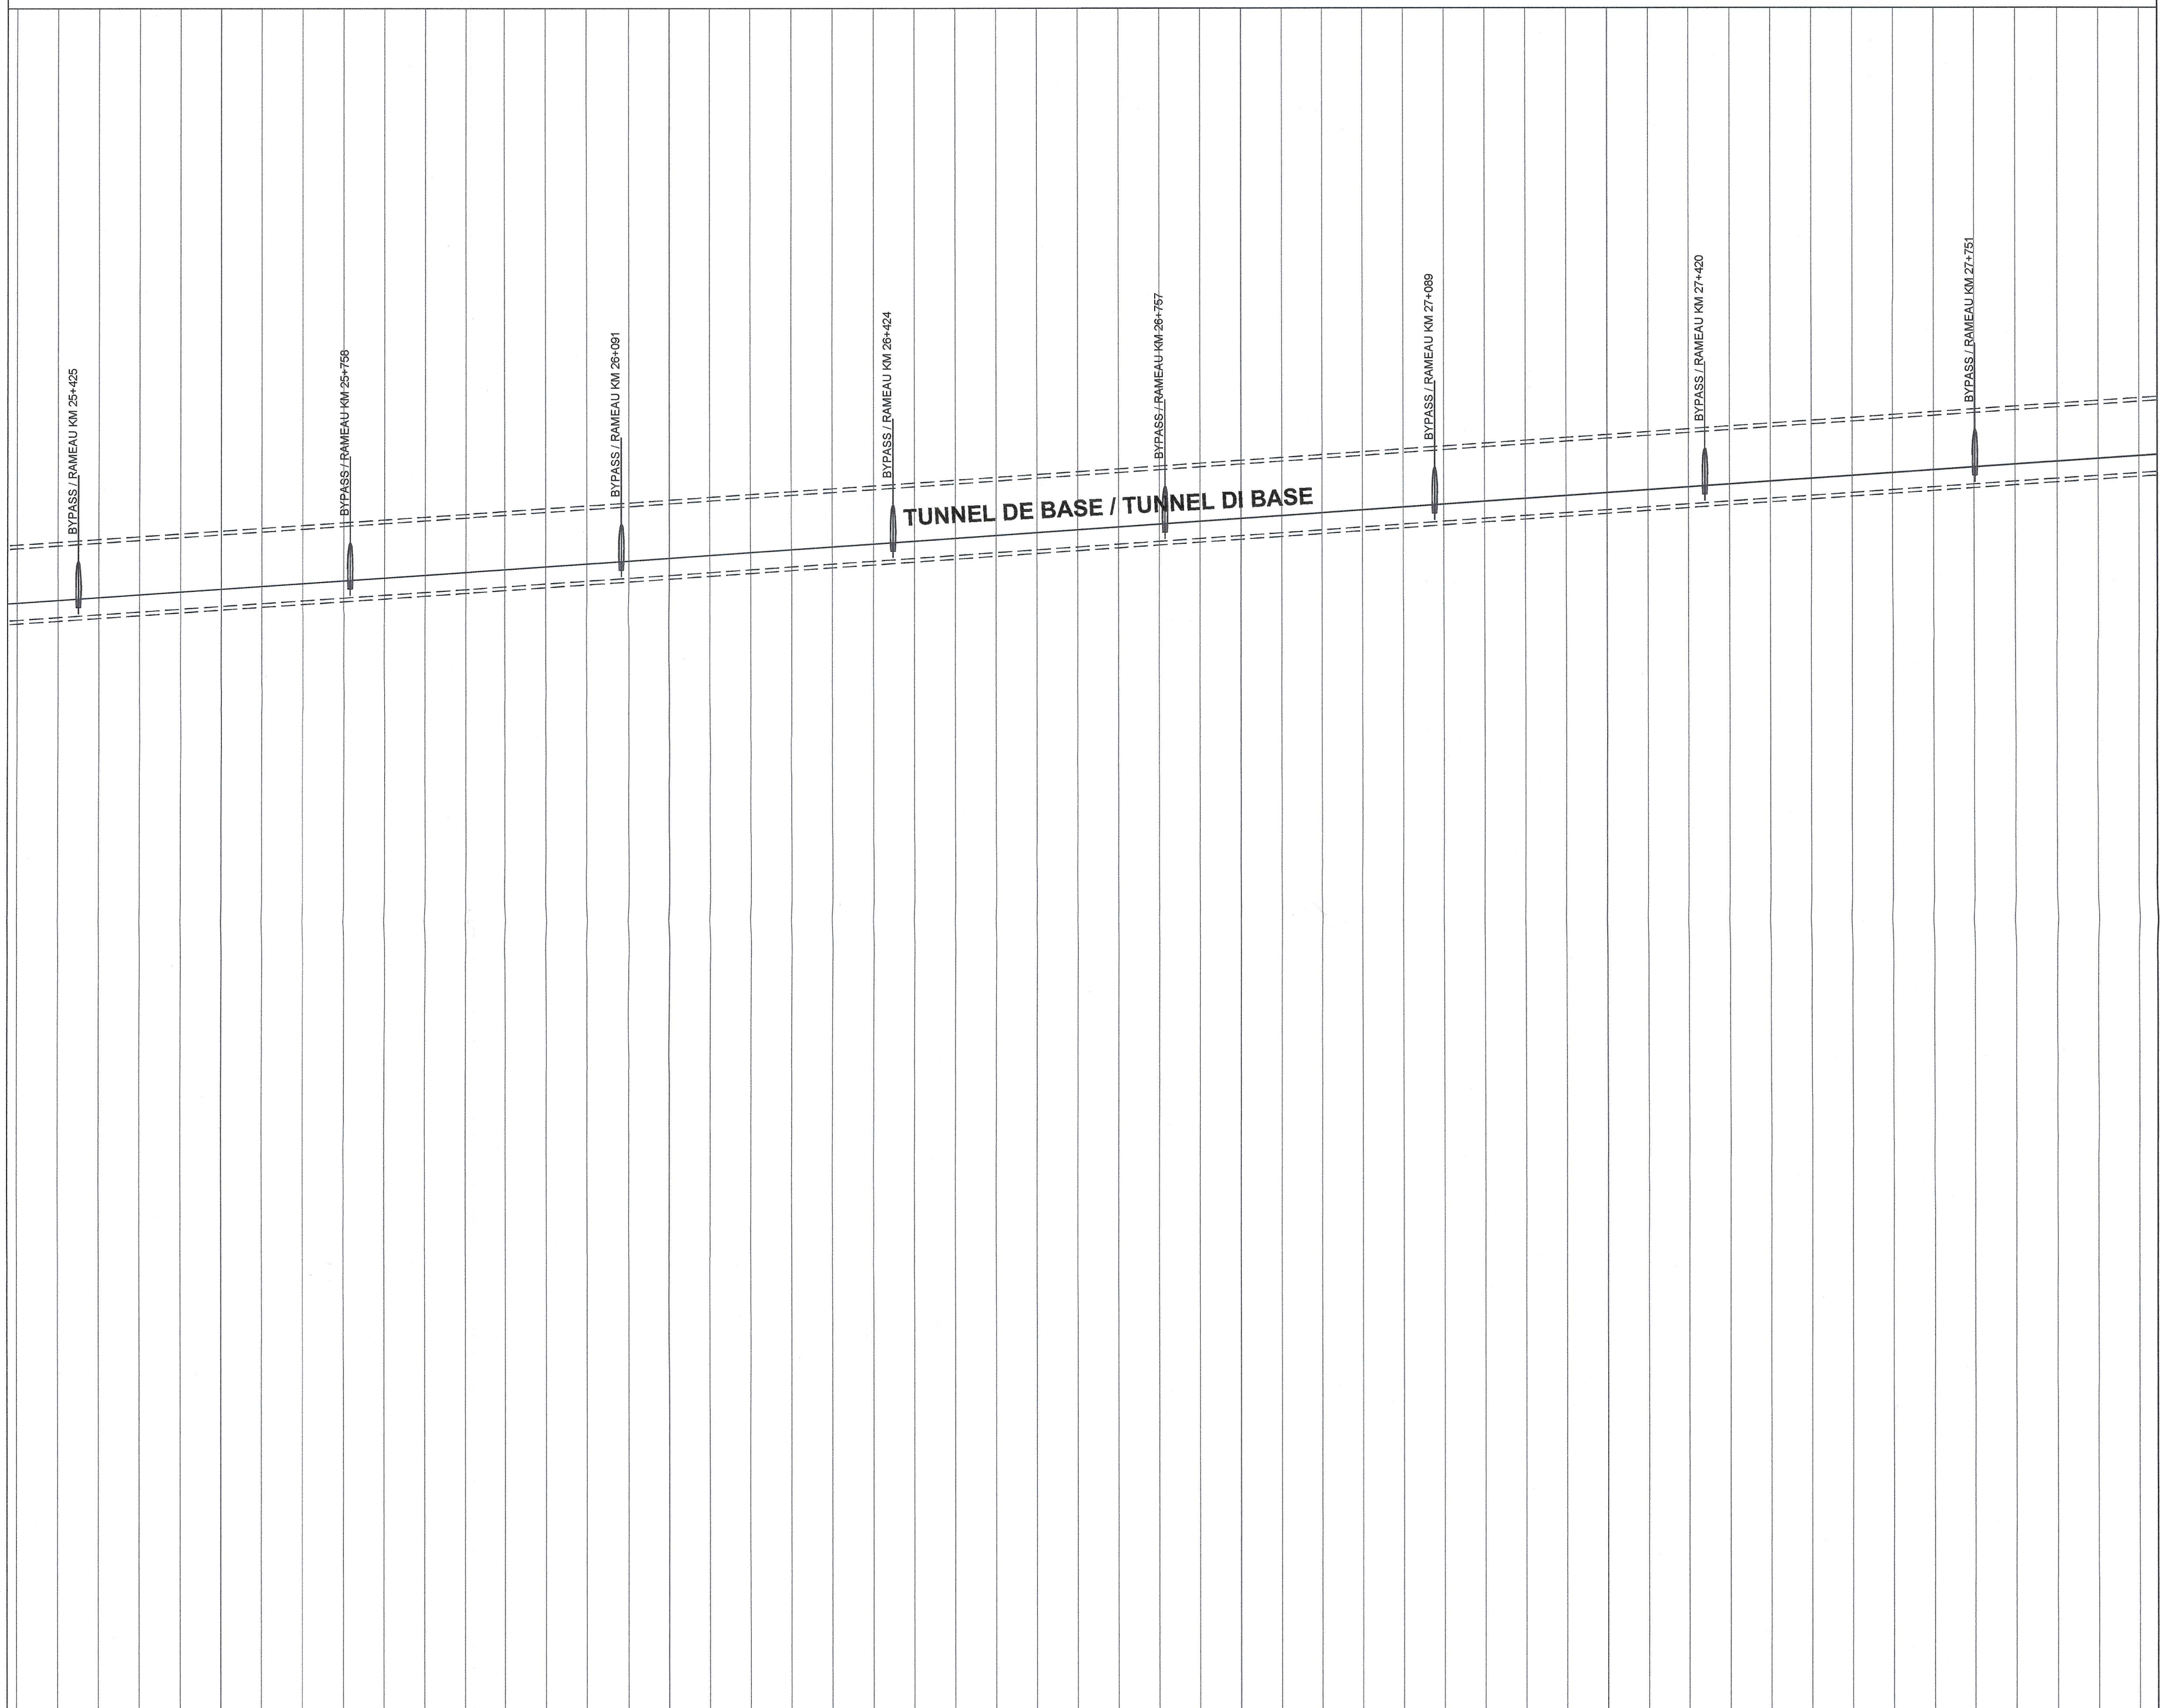 BYPASS / RAMEAU KM 25+425
BYPASS / RAMEAU KM 25+758
BYPASS / RAMEAU KM 26+091
BYPASS / RAMEAU KM 26+424
BYPASS / RAMEAU KM 26+757
BYPASS / RAMEAU KM 27+089
BYPASS / RAMEAU KM 27+420
BYPASS / RAMEAU KM 27+751
TUNNEL DE BASE / TUNNEL DI BASE